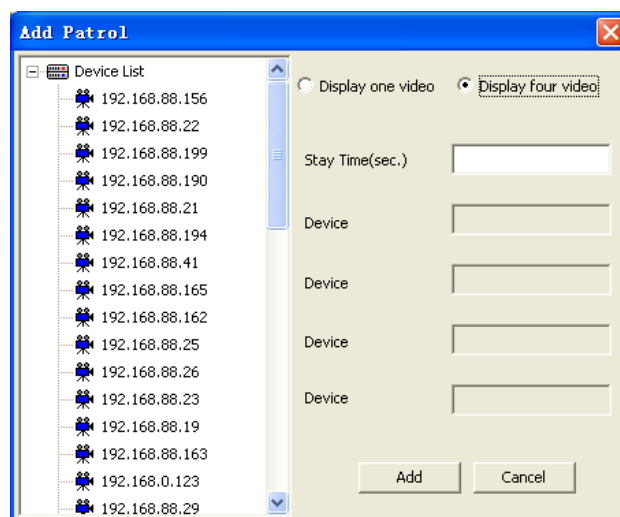 Add Patrol
Device List
192.168.88.156
192.168.88.22
192.168.88.199
192.168.88.190
192.168.88.21
192.168.88.194
192.168.88.41
192.168.88.165
192.168.88.162
192.168.88.25
192.168.88.26
192.168.88.23
192.168.88.19
192.168.88.163
192.168.0.123
192.168.88.29
Display one video
Display four video
Stay Time(sec.)
Device
Device
Device
Device
Add
Cancel